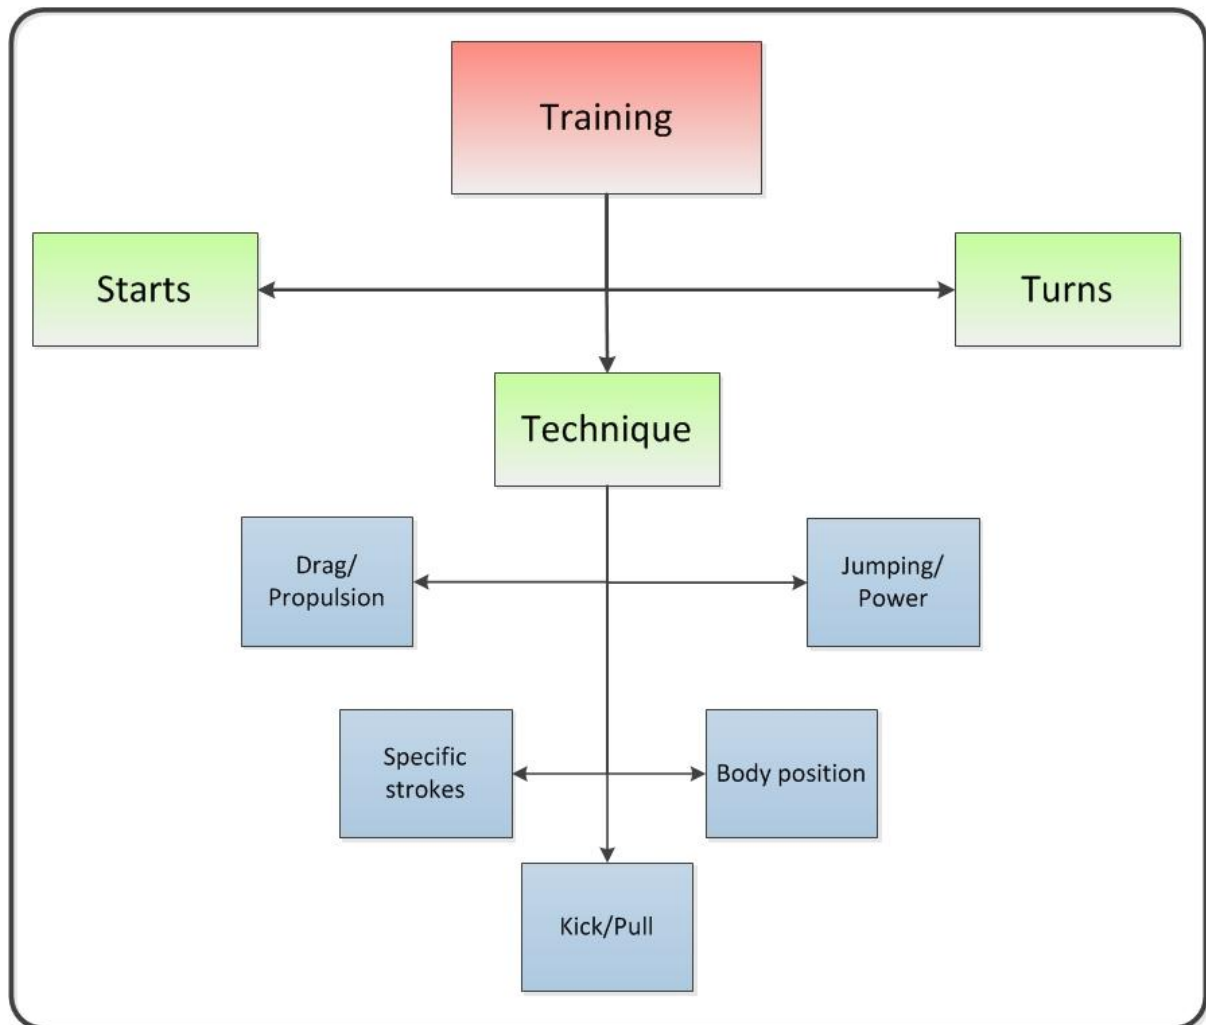 Training
Starts
Turns
Technique
Drag/
Propulsion
Jumping/
Power
Specific
strokes
Body position
Kick/Pull